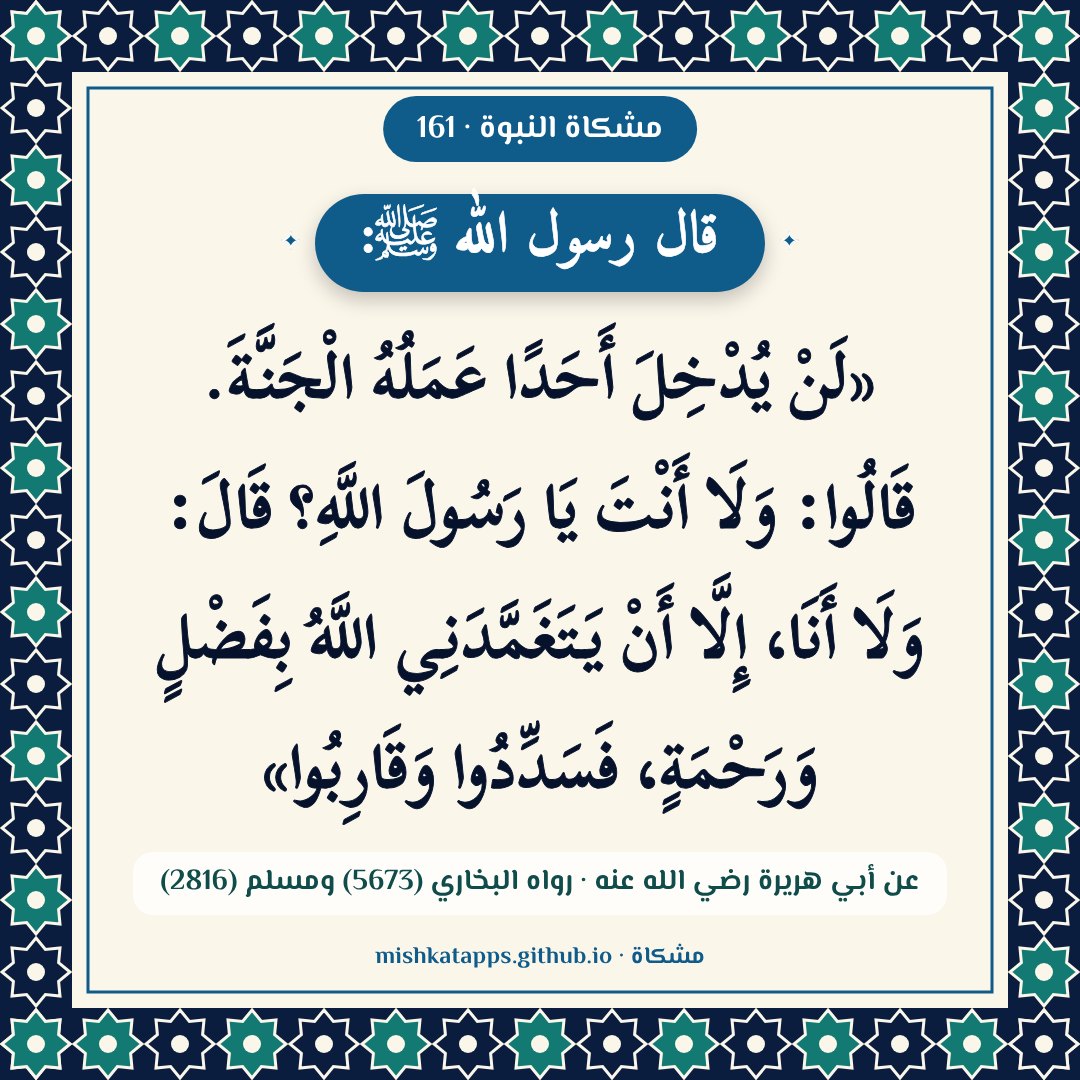 مشكاة النبوة · 161
قال رسول الله ﷺ:
«لَنْ يُدْخِلَ أَحَدًا عَمَلُهُ الْجَنَّةَ.
قَالُوا: وَلَا أَنْتَ يَا رَسُولَ اللَّهِ؟ قَالَ:
وَلَا أَنَا، إِلَّا أَنْ يَتَغَمَّدَنِي اللَّهُ بِفَضْلٍ
وَرَحْمَةٍ، فَسَدِّدُوا وَقَارِبُوا»
عن أبي هريرة رضي الله عنه · رواه البخاري (5673) ومسلم (2816)
مشكاة · mishkatapps.github.io